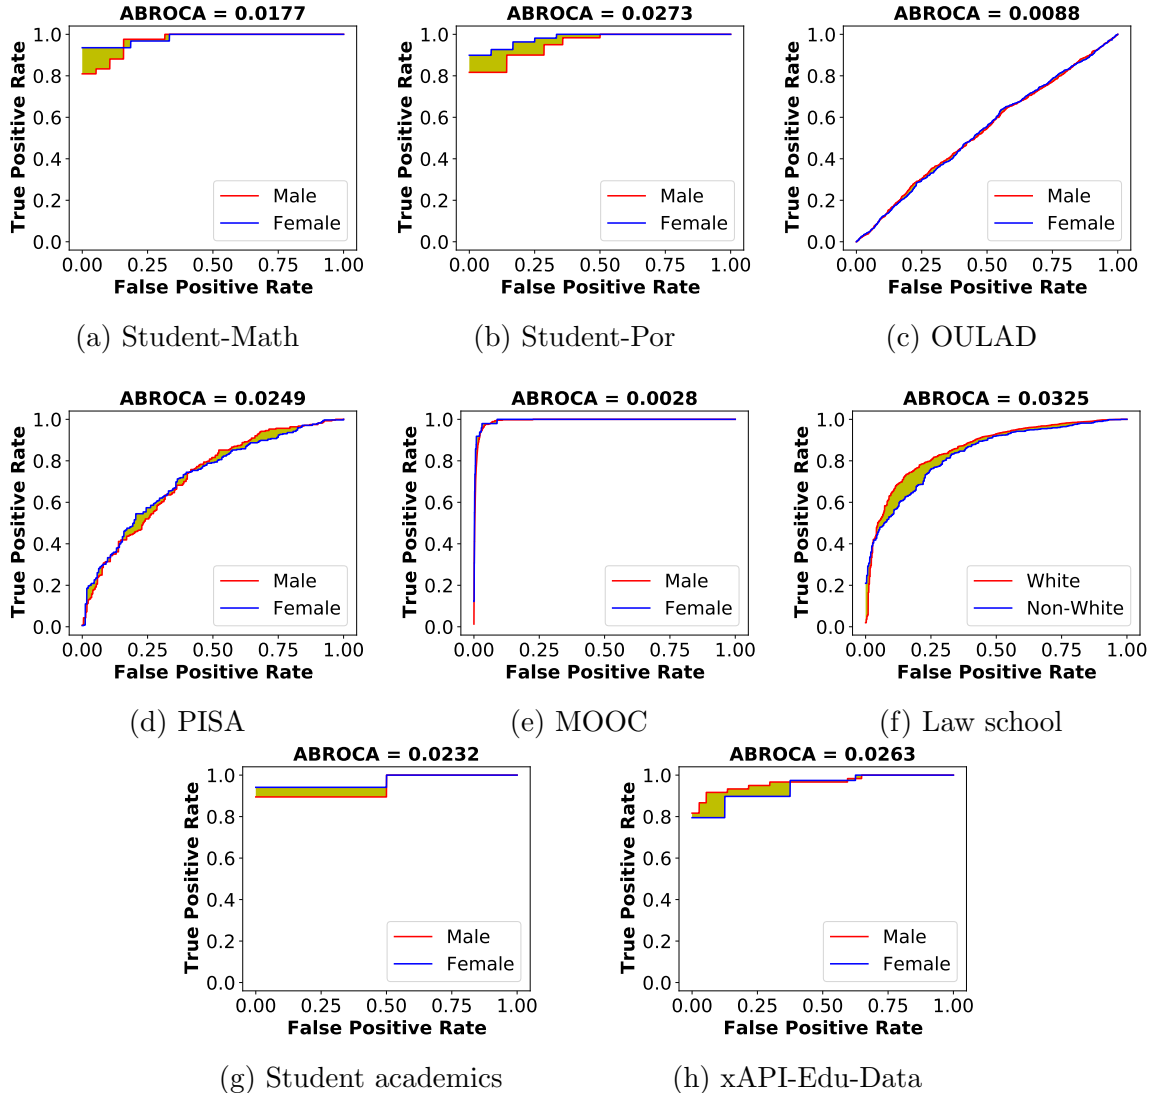 ABROCA = 0.0177
True Positive Rate
1.0
0.8
0.6
0.4
0.2
0.0
Male
Female
0.00 0.25 0.50 0.75 1.00
False Positive Rate
(a) Student-Math
ABROCA = 0.0273
True Positive Rate
1.0
0.8
0.6
0.4
0.2
0.0
Male
Female
0.00 0.25 0.50 0.75 1.00
False Positive Rate
(b) Student-Por
ABROCA = 0.0088
True Positive Rate
1.0
0.8
0.6
0.4
0.2
0.0
Male
Female
0.00 0.25 0.50 0.75 1.00
False Positive Rate
(c) OULAD
ABROCA = 0.0249
True Positive Rate
1.0
0.8
0.6
0.4
0.2
0.0
Male
Female
0.00 0.25 0.50 0.75 1.00
False Positive Rate
(d) PISA
ABROCA = 0.0028
True Positive Rate
1.0
0.8
0.6
0.4
0.2
0.0
Male
Female
0.00 0.25 0.50 0.75 1.00
False Positive Rate
(e) MOOC
ABROCA = 0.0325
True Positive Rate
1.0
0.8
0.6
0.4
0.2
0.0
White
Non-White
0.00 0.25 0.50 0.75 1.00
False Positive Rate
(f) Law school
ABROCA = 0.0232
True Positive Rate
1.0
0.8
0.6
0.4
0.2
0.0
Male
Female
0.00 0.25 0.50 0.75 1.00
False Positive Rate
(g) Student academics
ABROCA = 0.0263
True Positive Rate
1.0
0.8
0.6
0.4
0.2
0.0
Male
Female
0.00 0.25 0.50 0.75 1.00
False Positive Rate
(h) xAPI-Edu-Data